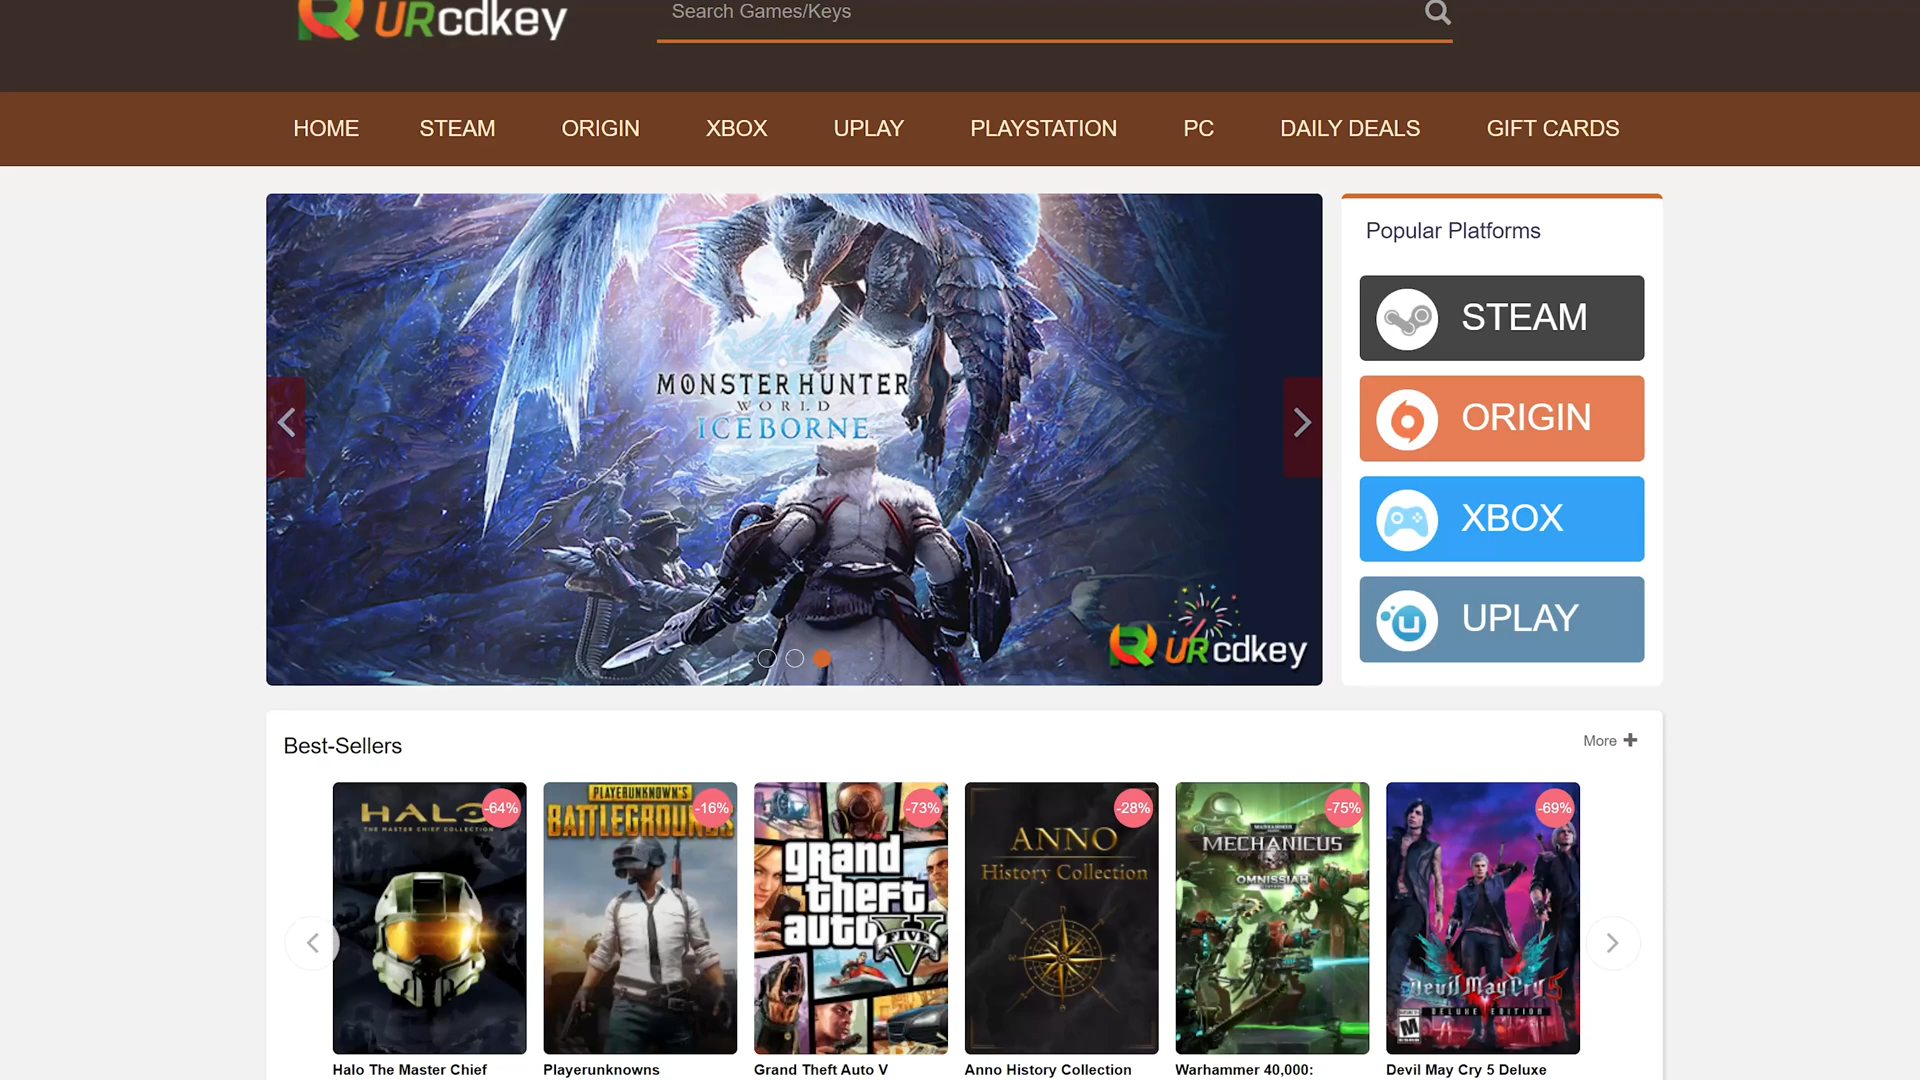 URcdkey
Search Games/Keys
HOME STEAM ORIGIN XBOX UPLAY PLAYSTATION PC DAILY DEALS GIFT CARDS
MONSTER HUNTER
WORLD
ICEBORNE
URcdkey
Popular Platforms
STEAM
ORIGIN
XBOX
UPLAY
Best-Sellers
More
HALO
THE MASTER CHIEF COLLECTION
-64%
PLAYERUNKNOWN'S
BATTLEGROUNDS
-16%
grand
theft
auto
V
FIVE
-73%
ANNO
History Collection
-28%
WARHAMMER
MECHANICUS
OMNISSIAH
-75%
Devil May Cry 5
DELUXE EDITION
M
-69%
Halo The Master Chief
Playerunknowns
Grand Theft Auto V
Anno History Collection
Warhammer 40,000:
Devil May Cry 5 Deluxe